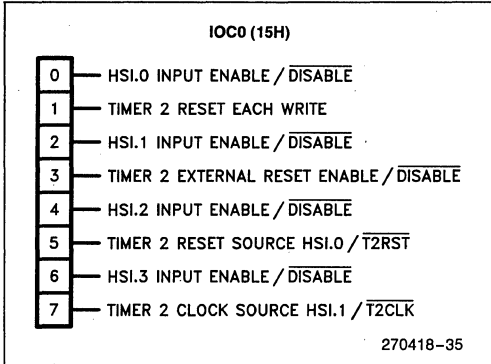 IOC0 (15H)
0 HSI.0 INPUT ENABLE / DISABLE
1 TIMER 2 RESET EACH WRITE
2 HSI.1 INPUT ENABLE / DISABLE
3 TIMER 2 EXTERNAL RESET ENABLE / DISABLE
4 HSI.2 INPUT ENABLE / DISABLE
5 TIMER 2 RESET SOURCE HSI.0 / T2RST
6 HSI.3 INPUT ENABLE / DISABLE
7 TIMER 2 CLOCK SOURCE HSI.1 / T2CLK
270418-35